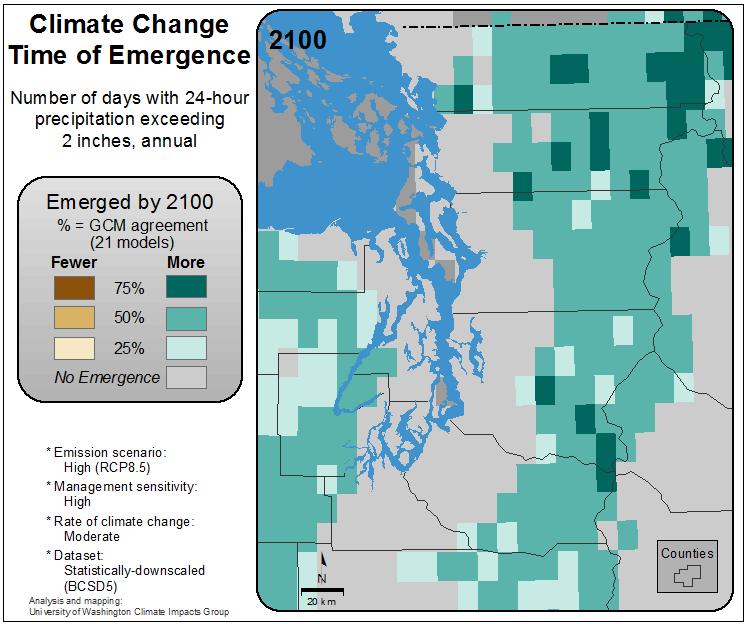 Climate Change
Time of Emergence
Number of days with 24-hour
precipitation exceeding
2 inches, annual
Emerged by 2100
% = GCM agreement
(21 models)
Fewer More
75%
50%
25%
No Emergence
* Emission scenario:
High (RCP8.5)
* Management sensitivity:
High
* Rate of climate change:
Moderate
* Dataset:
Statistically-downscaled
(BCSD5)
Analysis and mapping:
University of Washington Climate Impacts Group
2100
N
20 km
Counties